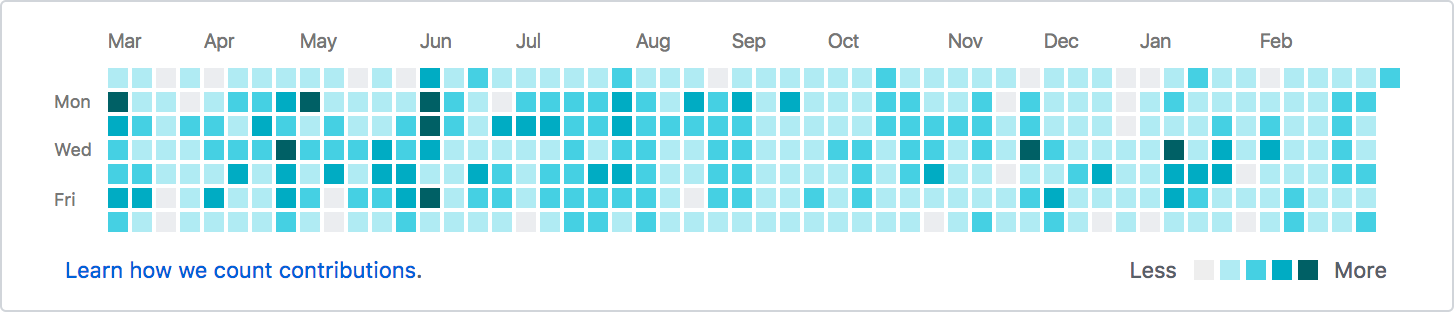 Mar Apr May Jun Jul Aug Sep Oct Nov Dec Jan Feb
Mon
Wed
Fri
Learn how we count contributions.
Less More